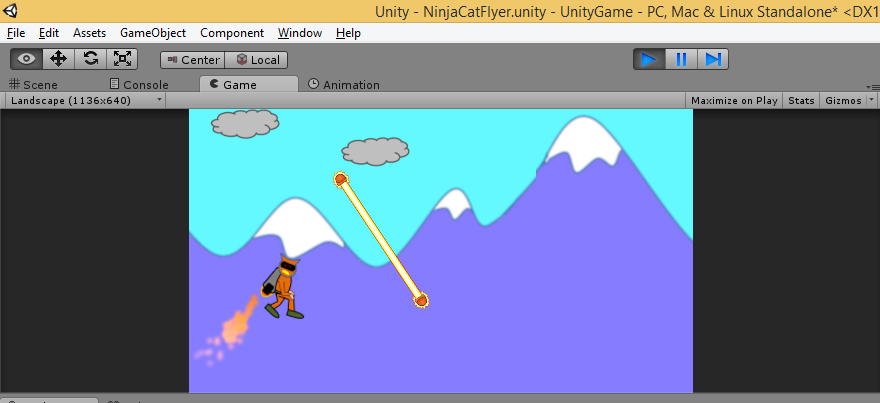 Unity - NinjaCatFlyer.unity - UnityGame - PC, Mac & Linux Standalone* <DX1
File Edit Assets GameObject Component Window Help
Center Local
Scene Console Game Animation
Landscape (1136x640) Maximize on Play Stats Gizmos